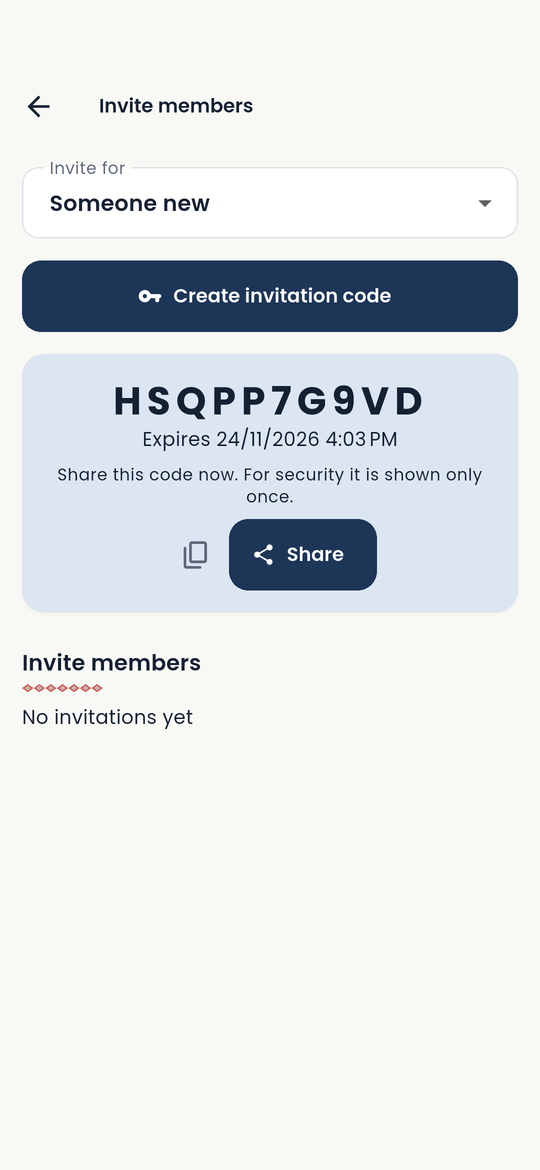 Invite members
Invite for
Someone new
Create invitation code
HSQPP7G9VD
Expires 24/11/2026 4:03 PM
Share this code now. For security it is shown only
once.
Share
Invite members
No invitations yet